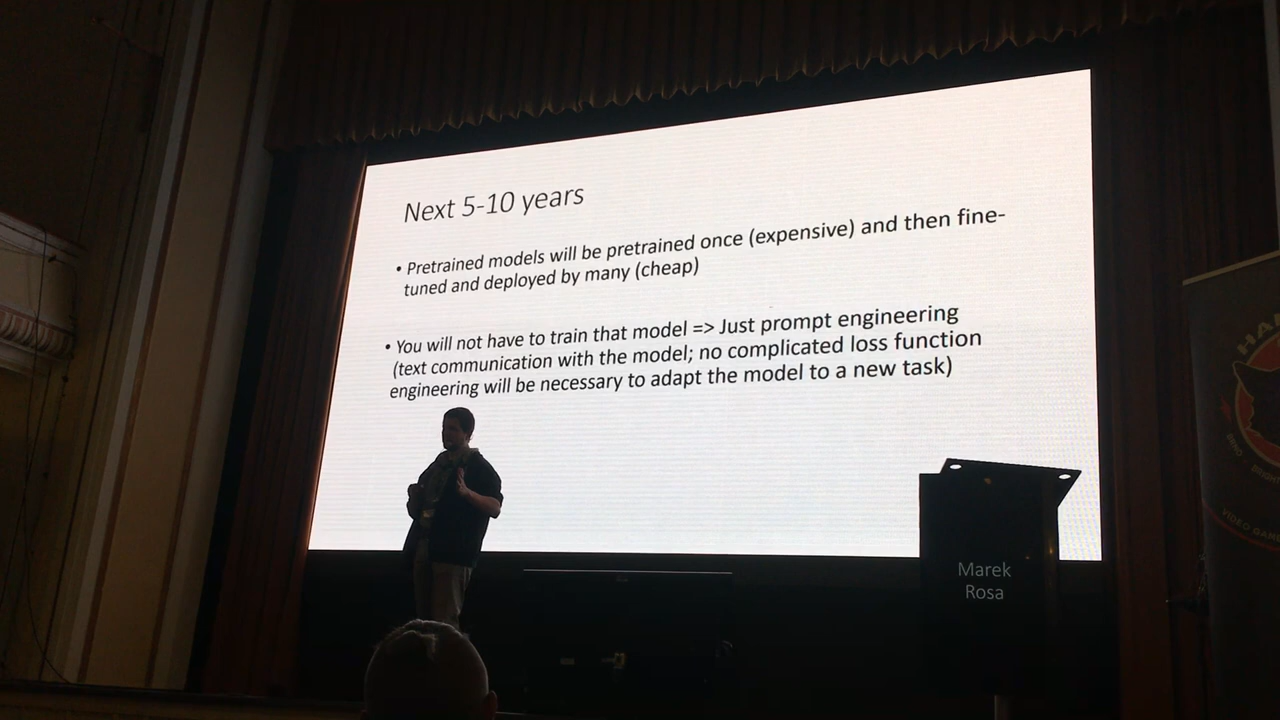 Next 5-10 years
• Pretrained models will be pretrained once (expensive) and then fine-
tuned and deployed by many (cheap)
• You will not have to train that model => Just prompt engineering
(text communication with the model; no complicated loss function
engineering will be necessary to adapt the model to a new task)
Marek
Rosa
VIDEO